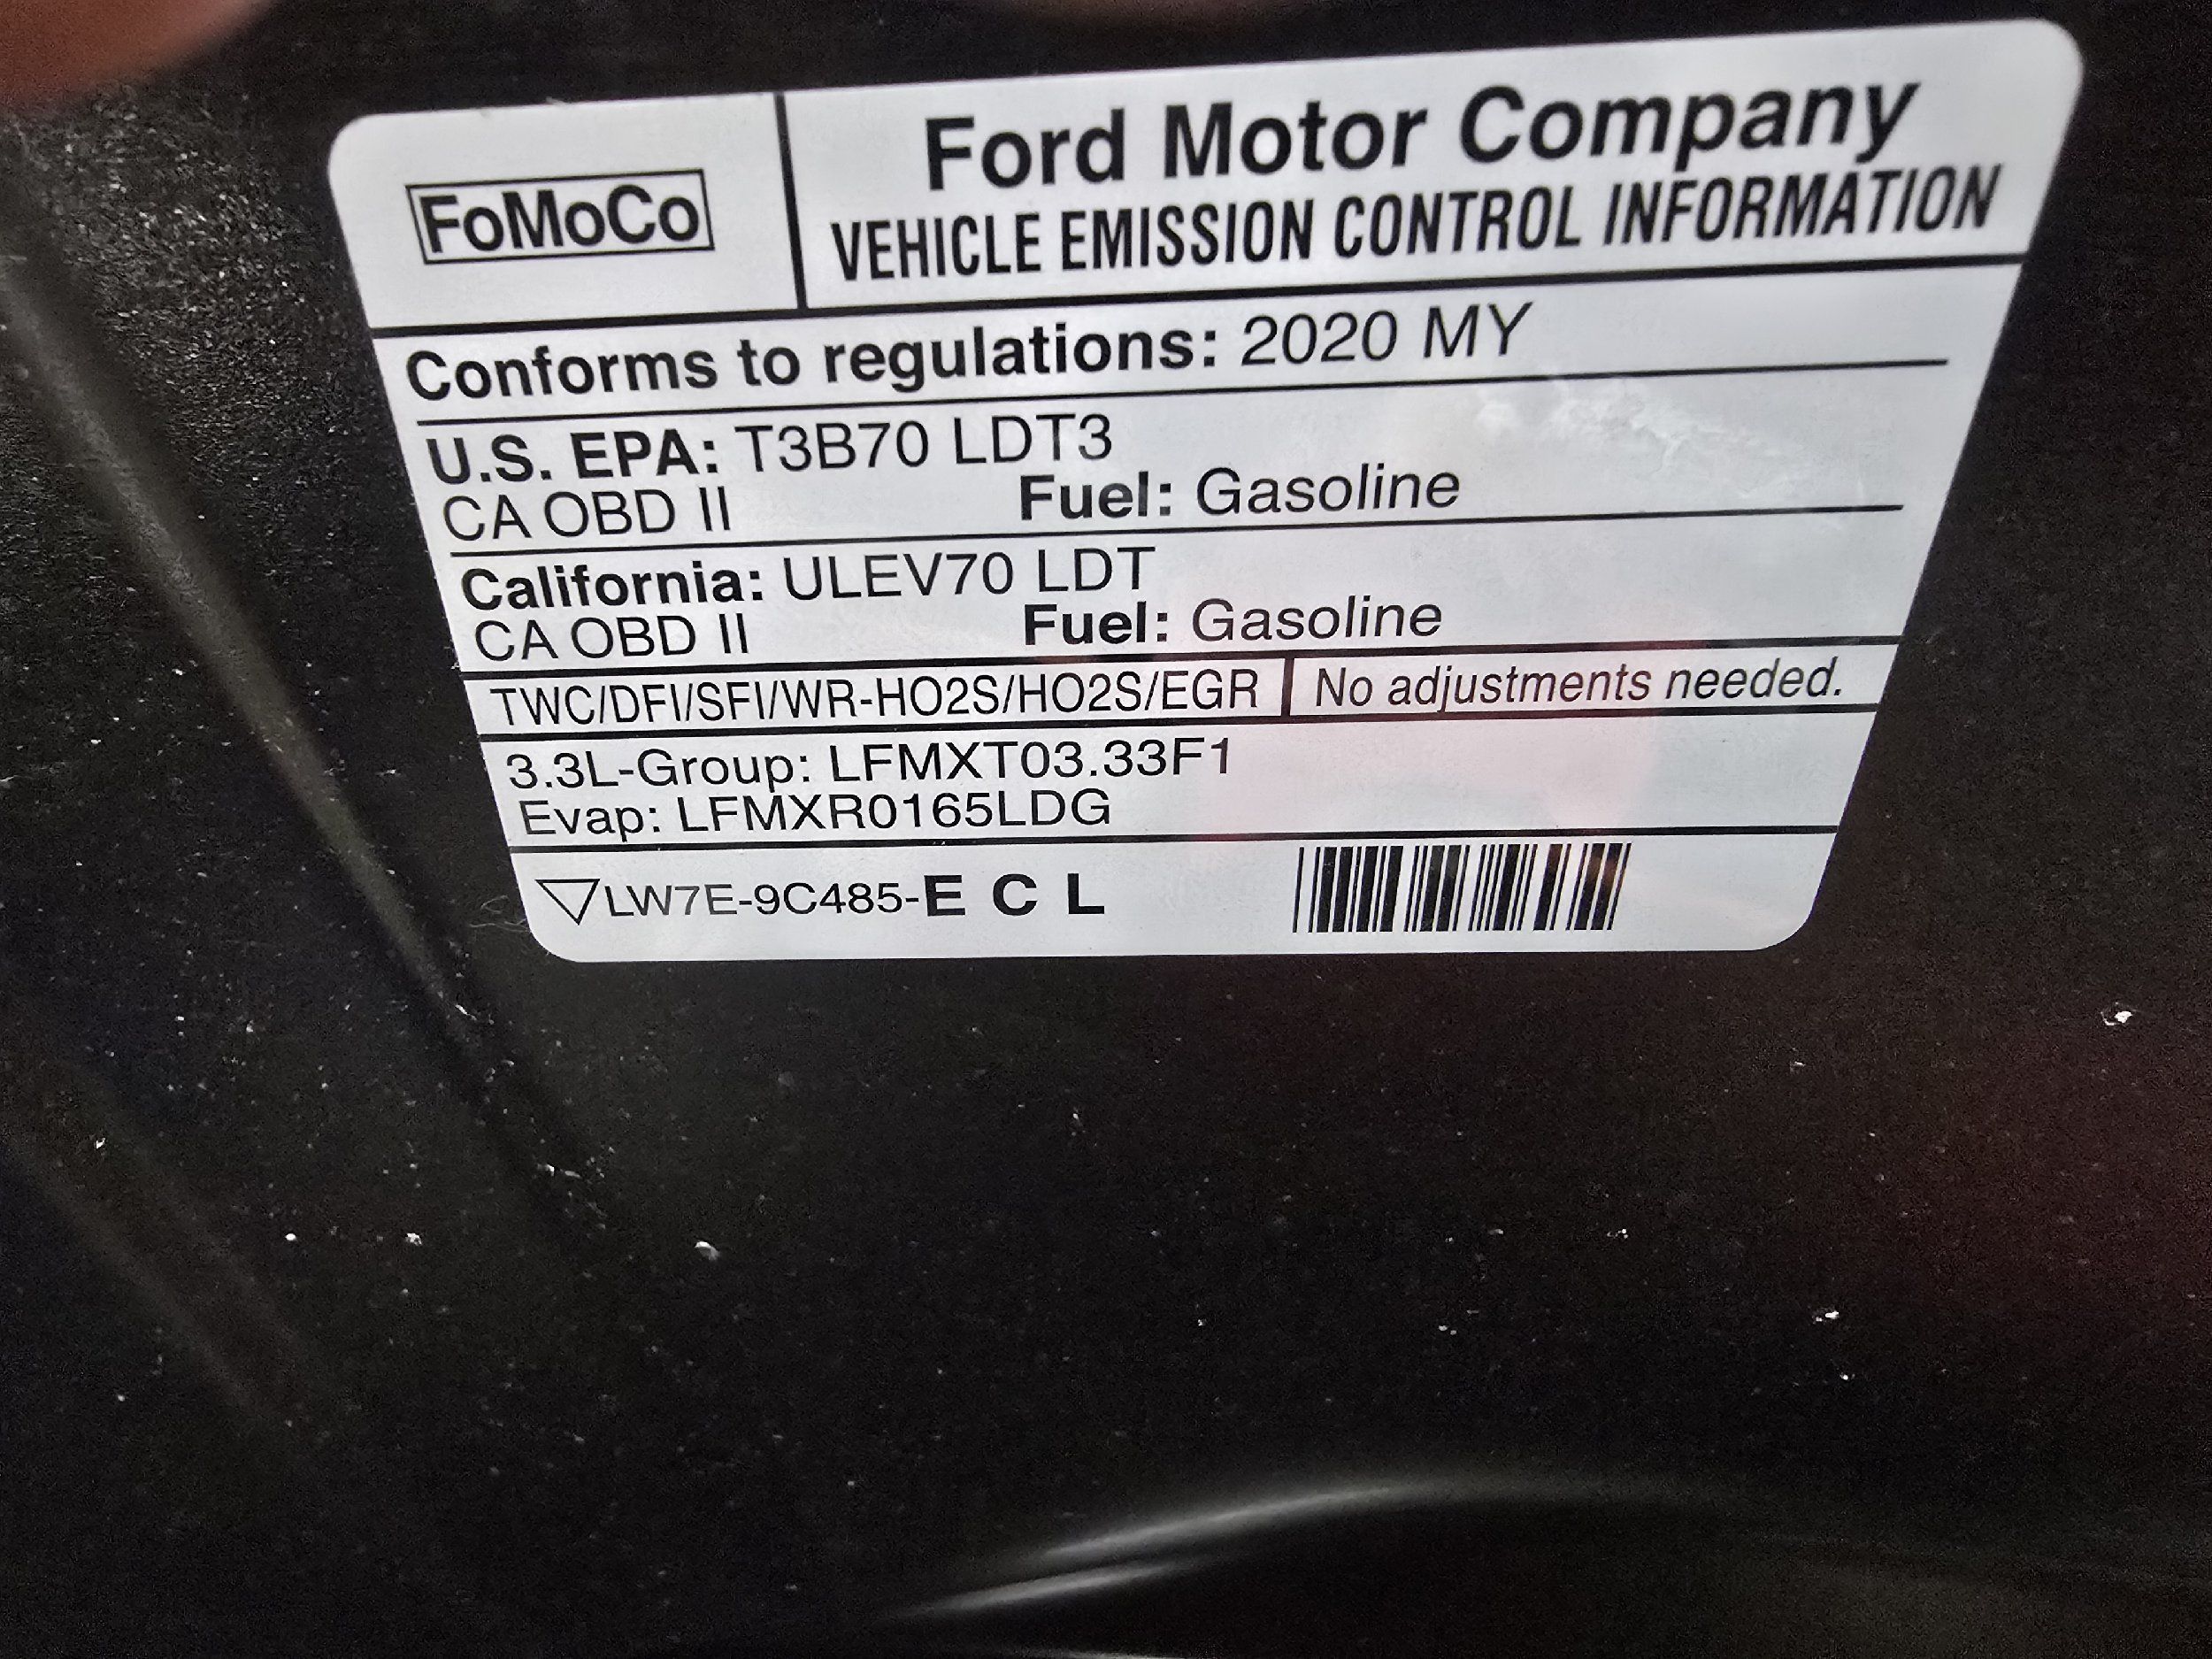 FoMoCo
Ford Motor Company
VEHICLE EMISSION CONTROL INFORMATION
Conforms to regulations: 2020 MY
U.S. EPA: T3B70 LDT3
CA OBD II Fuel: Gasoline
California: ULEV70 LDT
CA OBD II Fuel: Gasoline
TWC/DFI/SFI/WR-HO2S/HO2S/EGR No adjustments needed.
3.3L-Group: LFMXT03.33F1
Evap: LFMXR0165LDG
LW7E-9C485-E C L